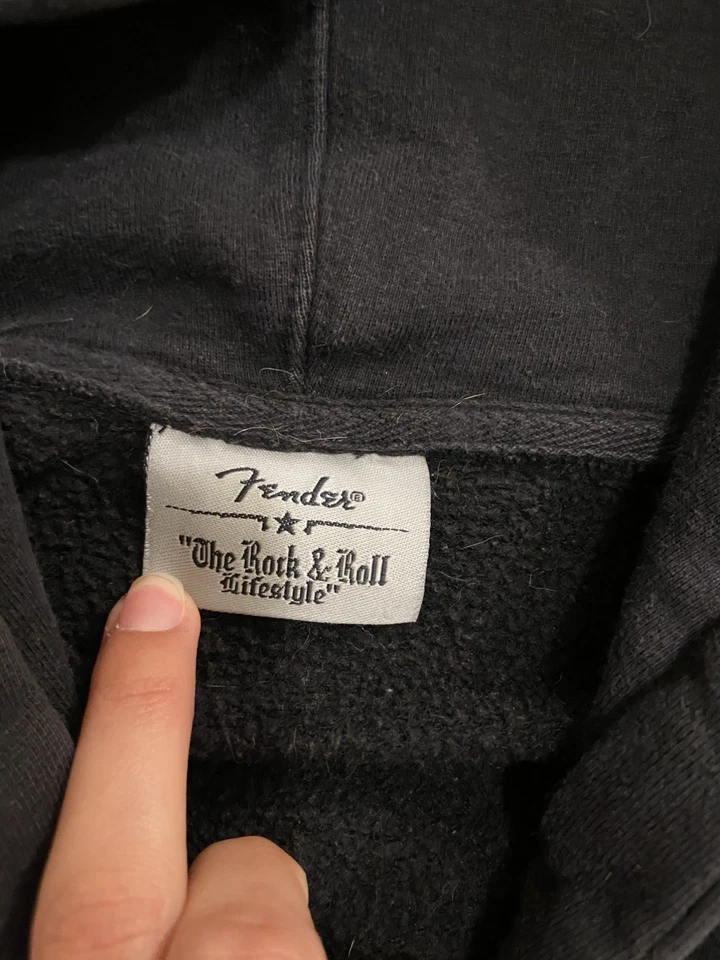 Fender®
"The Rock & Roll
Lifestyle"